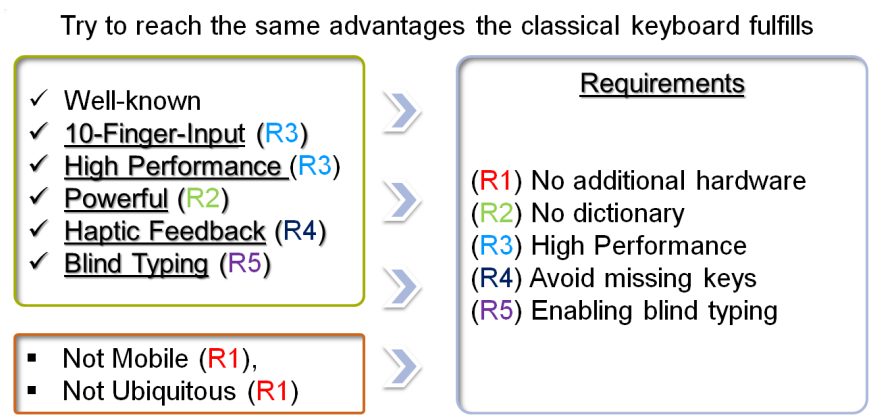 Try to reach the same advantages the classical keyboard fulfills
✓ Well-known
✓ 10-Finger-Input (R3)
✓ High Performance (R3)
✓ Powerful (R2)
✓ Haptic Feedback (R4)
✓ Blind Typing (R5)
▪ Not Mobile (R1),
▪ Not Ubiquitous (R1)
Requirements
(R1) No additional hardware
(R2) No dictionary
(R3) High Performance
(R4) Avoid missing keys
(R5) Enabling blind typing